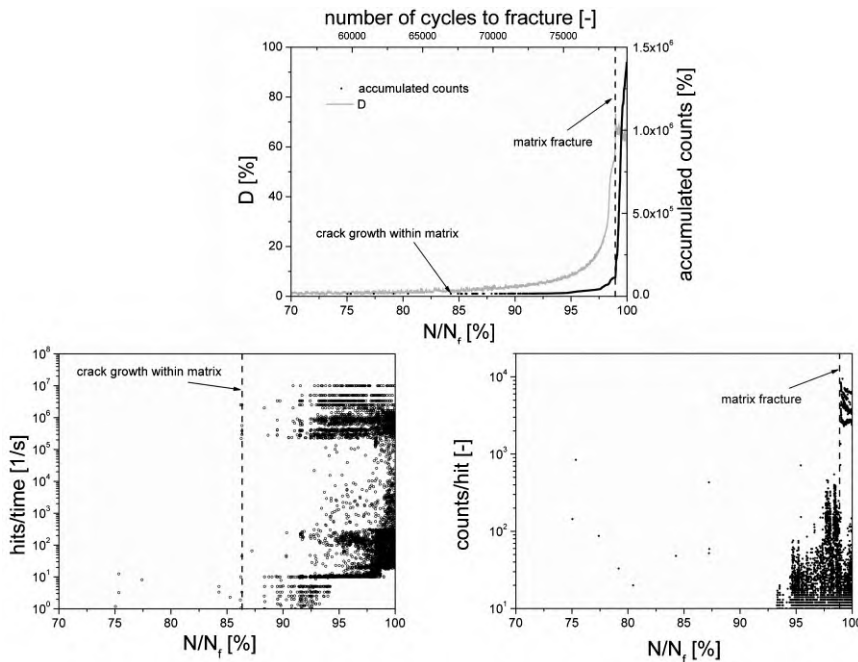 number of cycles to fracture [-]
60000 65000 70000 75000
100
80
60
40
20
0
D [%]
accumulated counts
D
matrix fracture
crack growth within matrix
1.5x10⁶
1.0x10⁶
5.0x10⁵
0.0
accumulated counts [%]
70 75 80 85 90 95 100
N/Nf [%]
10⁸
10⁷
10⁶
10⁵
10⁴
10³
10²
10¹
10⁰
hits/time [1/s]
crack growth within matrix
70 75 80 85 90 95 100
N/Nf [%]
10⁴
10³
10²
10¹
counts/hit [-]
matrix fracture
70 75 80 85 90 95 100
N/Nf [%]